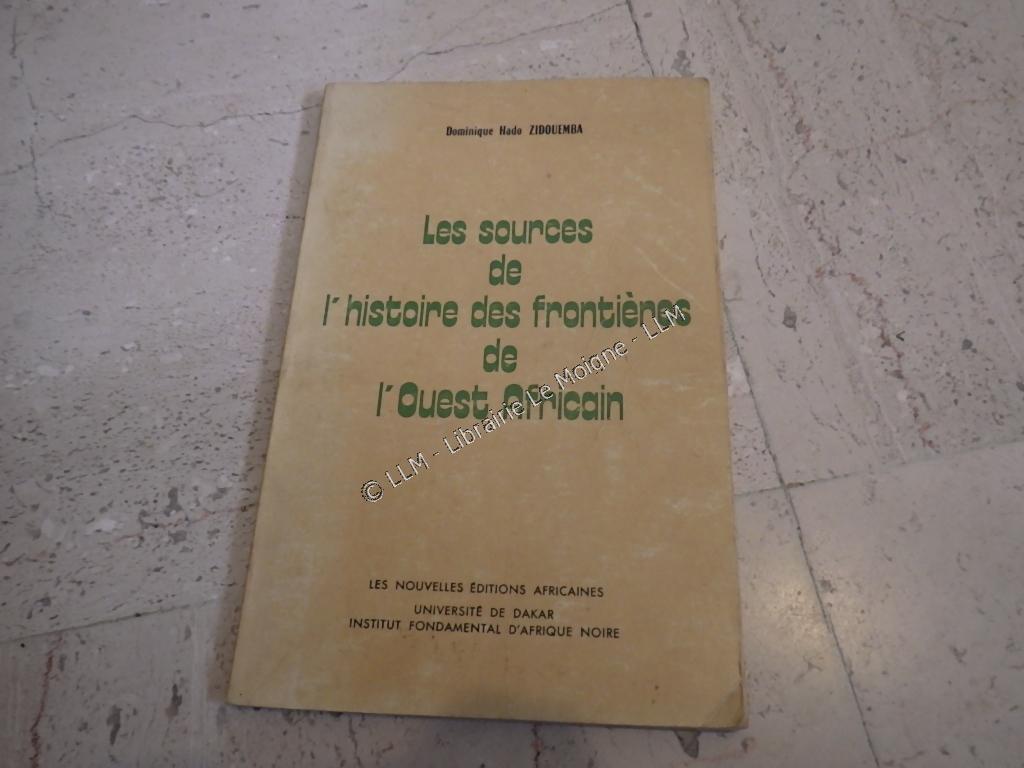 Dominique Hado ZIDOUEMBA
Les sources
de
l'histoire des frontières
de
l'Ouest Africain
© LLM - Librairie Le Moigne - LLM
LES NOUVELLES ÉDITIONS AFRICAINES
UNIVERSITÉ DE DAKAR
INSTITUT FONDAMENTAL D'AFRIQUE NOIRE